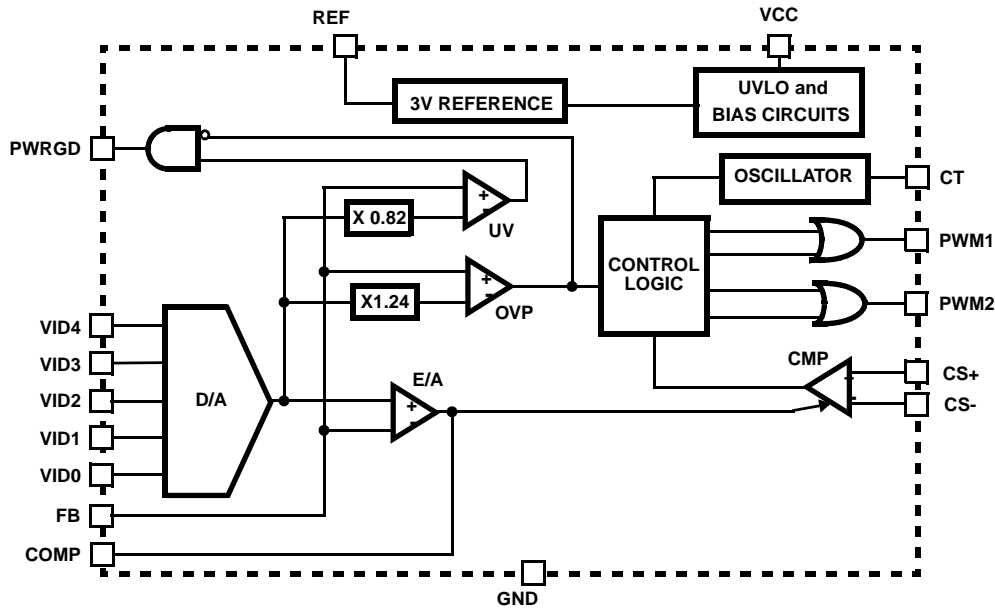 REF
VCC
3V REFERENCE
UVLO and
BIAS CIRCUITS
PWRGD
OSCILLATOR
CT
+
-
UV
X 0.82
PWM1
CONTROL
LOGIC
+
-
OVP
X1.24
PWM2
VID4
VID3
VID2
VID1
VID0
D/A
E/A
+
-
CMP
+
-
CS+
CS-
FB
COMP
GND